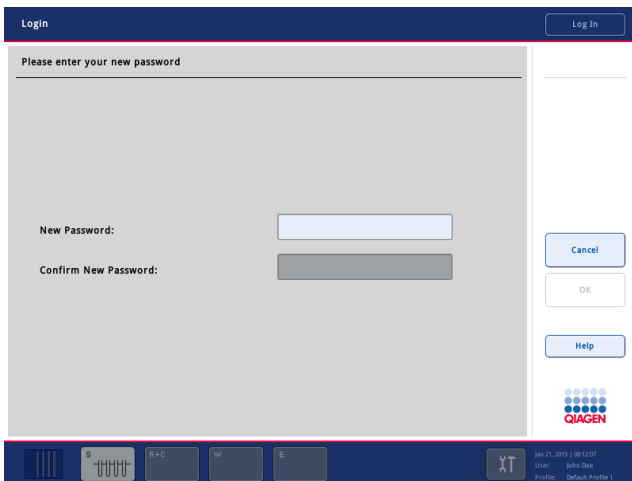 Login
Log In
Please enter your new password
New Password:
Confirm New Password:
Cancel
OK
Help
QIAGEN
S
R+C
W
E
Jan 21, 2015 | 08:12:07
User: John Doe
Profile: Default Profile 1